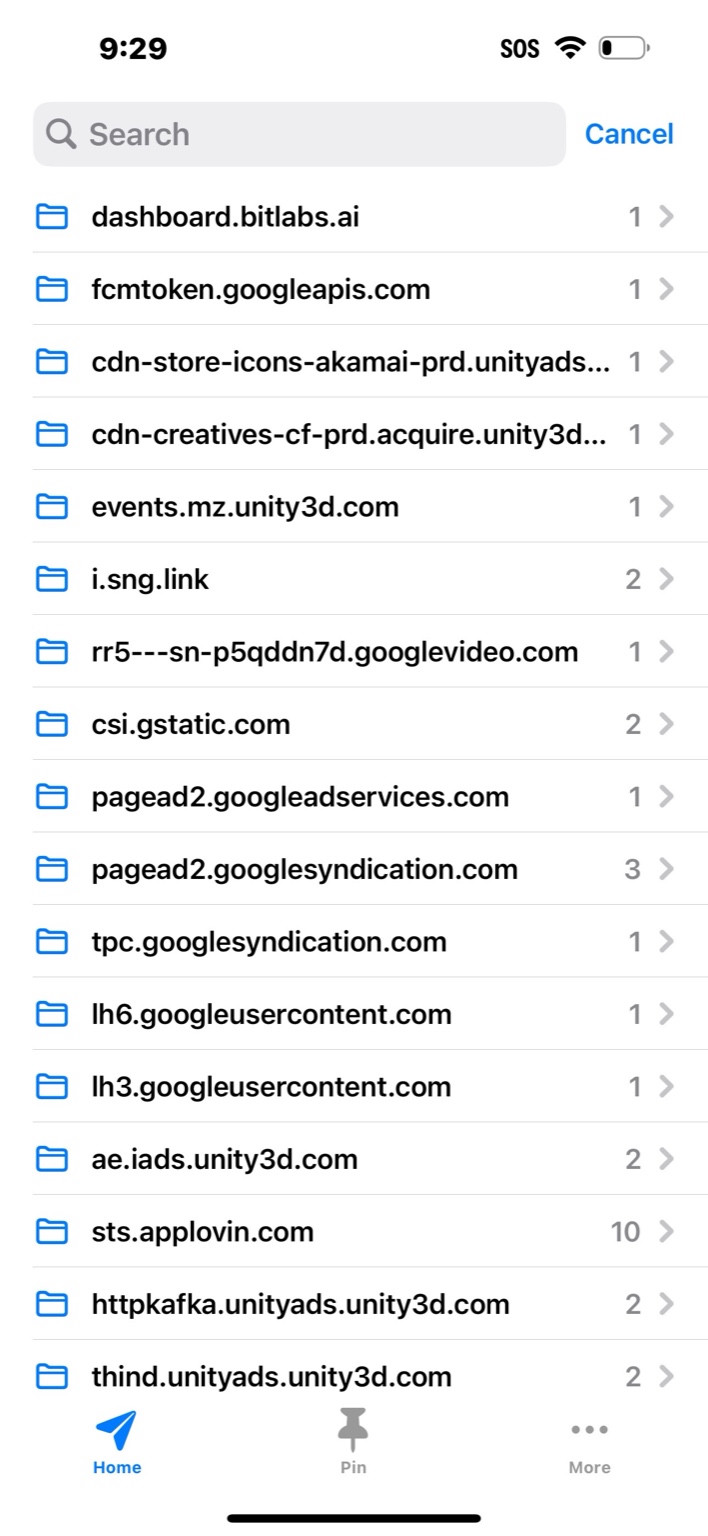 9:29 SOS
Search Cancel
dashboard.bitlabs.ai 1
fcmtoken.googleapis.com 1
cdn-store-icons-akamai-prd.unityads... 1
cdn-creatives-cf-prd.acquire.unity3d... 1
events.mz.unity3d.com 1
i.sng.link 2
rr5---sn-p5qddn7d.googlevideo.com 1
csi.gstatic.com 2
pagead2.googleadservices.com 1
pagead2.googlesyndication.com 3
tpc.googlesyndication.com 1
lh6.googleusercontent.com 1
lh3.googleusercontent.com 1
ae.iads.unity3d.com 2
sts.applovin.com 10
httpkafka.unityads.unity3d.com 2
thind.unityads.unity3d.com 2
Home Pin More